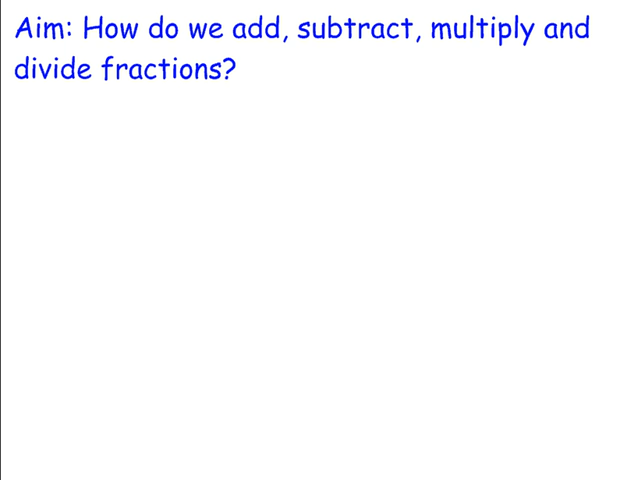 Aim: How do we add, subtract, multiply and
divide fractions?